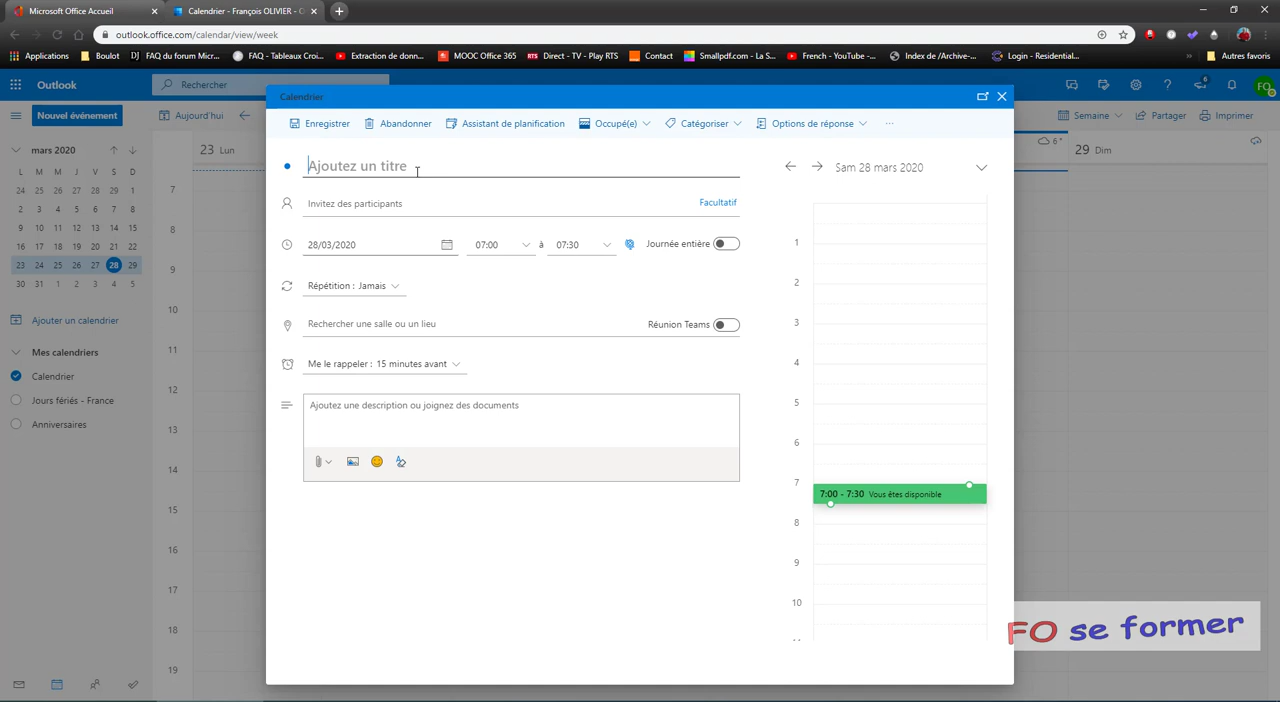 Microsoft Office Accueil
Calendrier - François OLIVIER - C
outlook.office.com/calendar/view/week
Applications
Boulot
FAQ du forum Micr...
FAQ - Tableaux Croi...
Extraction de donn...
MOOC Office 365
RTS Direct - TV - Play RTS
Contact
Smallpdf.com - La S...
French - YouTube -...
Index de /Archive-...
Login - Residential...
Autres favoris
Outlook
Rechercher
6
FO
Nouvel événement
Aujourd'hui
Semaine
Partager
Imprimer
mars 2020
L M M J V S D
24 25 26 27 28 29 1
2 3 4 5 6 7 8
9 10 11 12 13 14 15
16 17 18 19 20 21 22
23 24 25 26 27 28 29
30 31 1 2 3 4 5
Ajouter un calendrier
Mes calendriers
Calendrier
Jours fériés - France
Anniversaires
23 Lun
6°
29 Dim
7
8
9
10
11
12
13
14
15
16
17
18
19
Calendrier
Enregistrer
Abandonner
Assistant de planification
Occupé(e)
Catégoriser
Options de réponse
Ajoutez un titre
Invitez des participants
Facultatif
28/03/2020
07:00
à
07:30
Journée entière
Répétition : Jamais
Rechercher une salle ou un lieu
Réunion Teams
Me le rappeler : 15 minutes avant
Ajoutez une description ou joignez des documents
Sam 28 mars 2020
1
2
3
4
5
6
7
7:00 - 7:30 Vous êtes disponible
8
9
10
FO se former